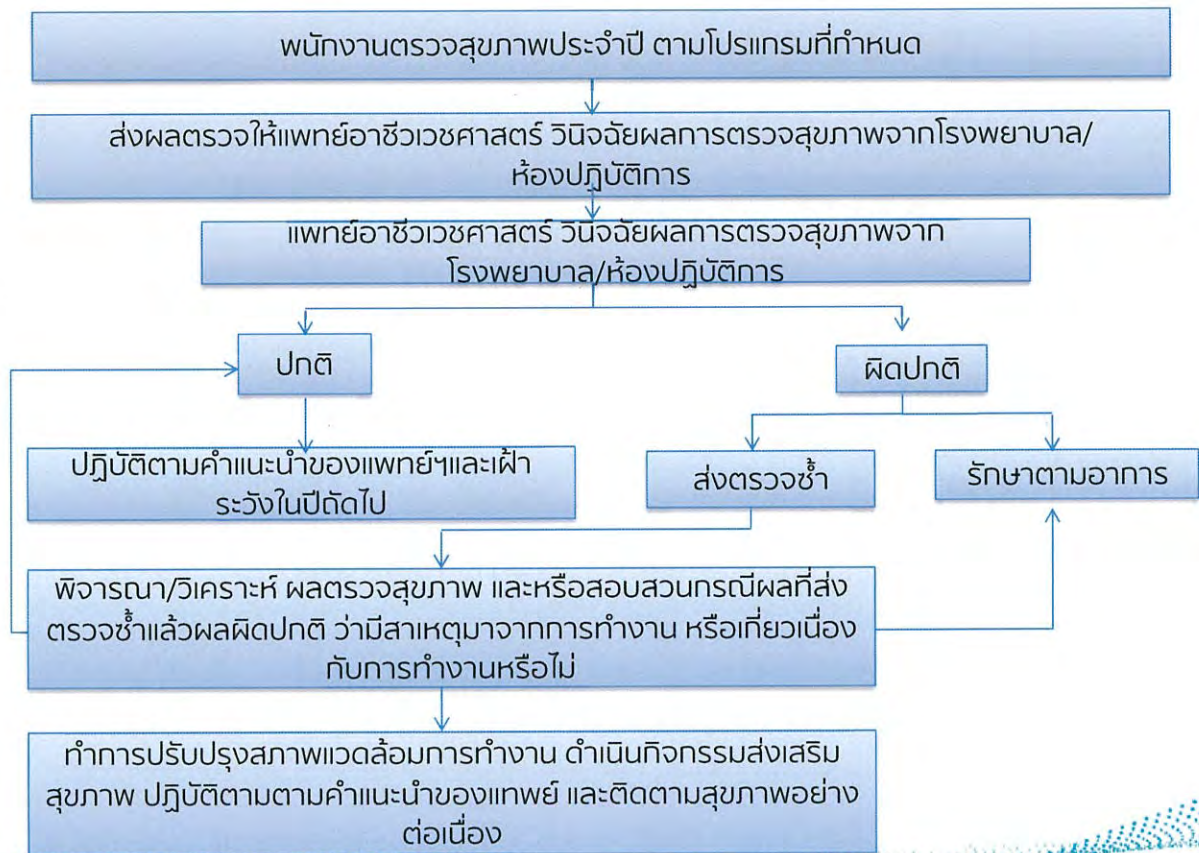 พนักงานตรวจสุขภาพประจำปี ตามโปรแกรมที่กำหนด
ส่งผลตรวจให้แพทย์อาชีวเวชศาสตร์ วินิจฉัยผลการตรวจสุขภาพจากโรงพยาบาล/
ห้องปฏิบัติการ
แพทย์อาชีวเวชศาสตร์ วินิจฉัยผลการตรวจสุขภาพจาก
โรงพยาบาล/ห้องปฏิบัติการ
ปกติ
ผิดปกติ
ปฏิบัติตามคำแนะนำของแพทย์ฯและเฝ้า
ระวังในปีถัดไป
ส่งตรวจซ้ำ
รักษาตามอาการ
พิจารณา/วิเคราะห์ ผลตรวจสุขภาพ และหรือสอบสวนกรณีผลที่ส่ง
ตรวจซ้ำแล้วผลผิดปกติ ว่ามีสาเหตุมาจากการทำงาน หรือเกี่ยวเนื่อง
กับการทำงานหรือไม่
ทำการปรับปรุงสภาพแวดล้อมการทำงาน ดำเนินกิจกรรมส่งเสริม
สุขภาพ ปฏิบัติตามตามคำแนะนำของแทพย์ และติดตามสุขภาพอย่าง
ต่อเนื่อง